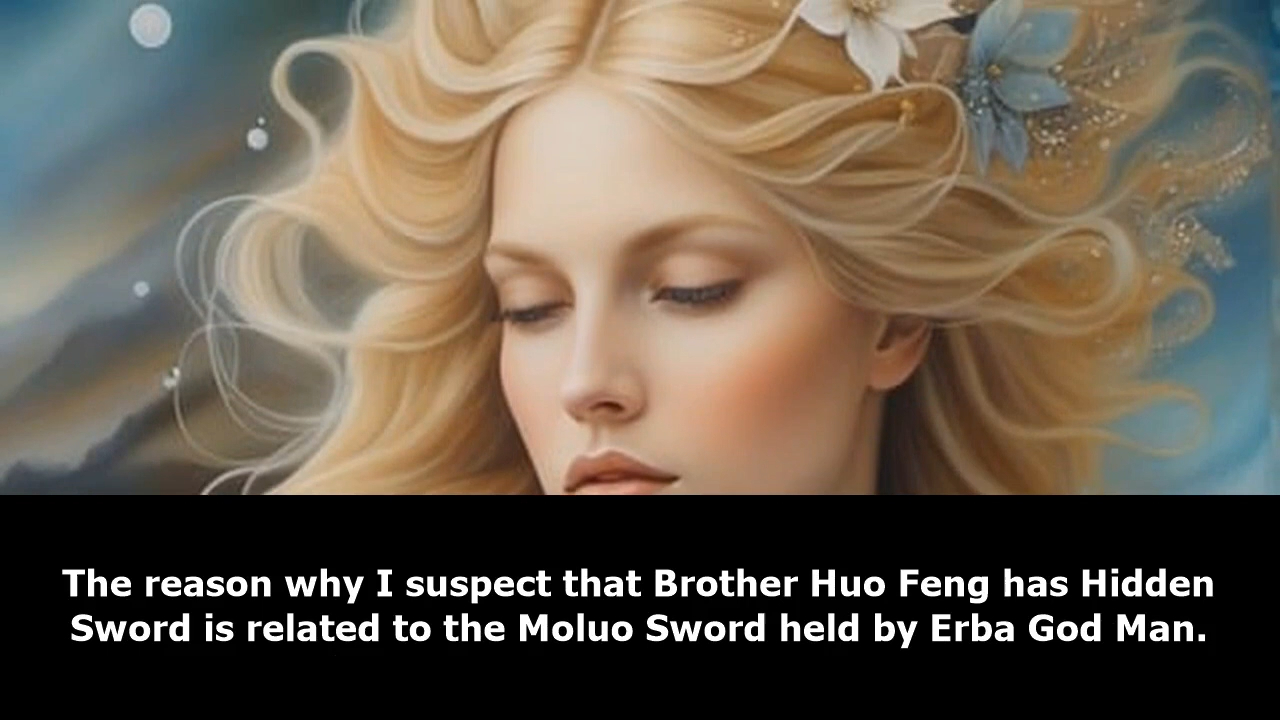 The reason why I suspect that Brother Huo Feng has Hidden
Sword is related to the Moluo Sword held by Erba God Man.